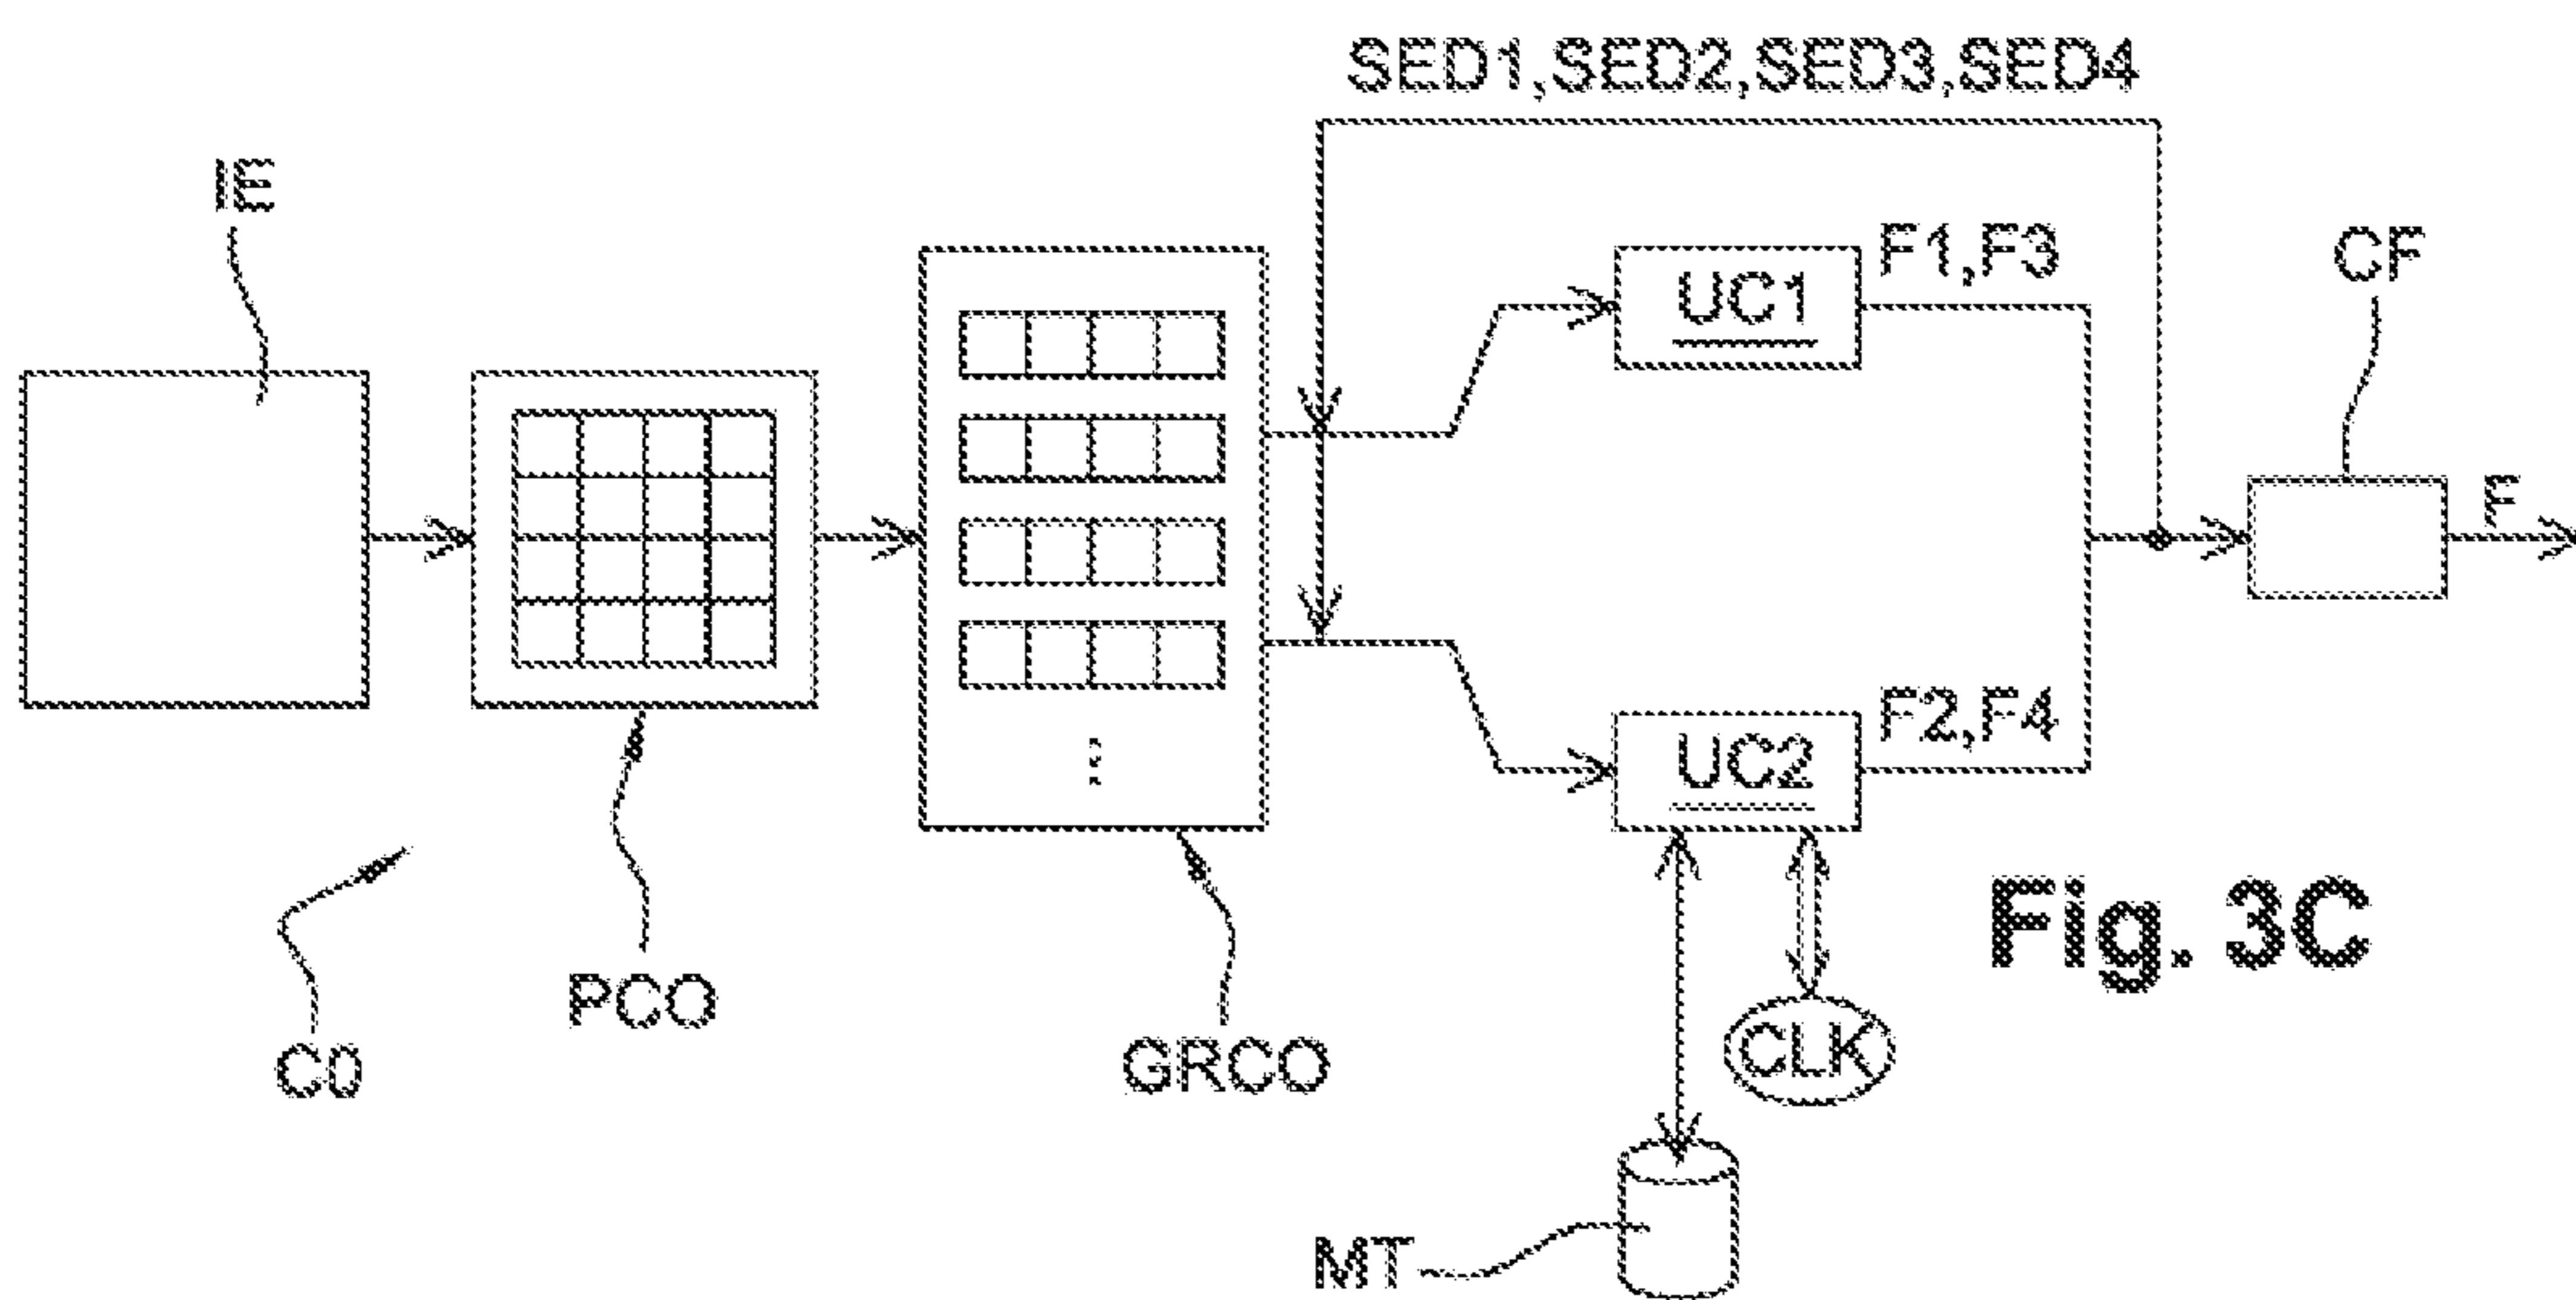 SED1,SED2,SED3,SED4
IE
F1,F3
CF
UC1
F
F2,F4
UC2
Fig. 3C
PCO
CLK
C0
GRCO
MT